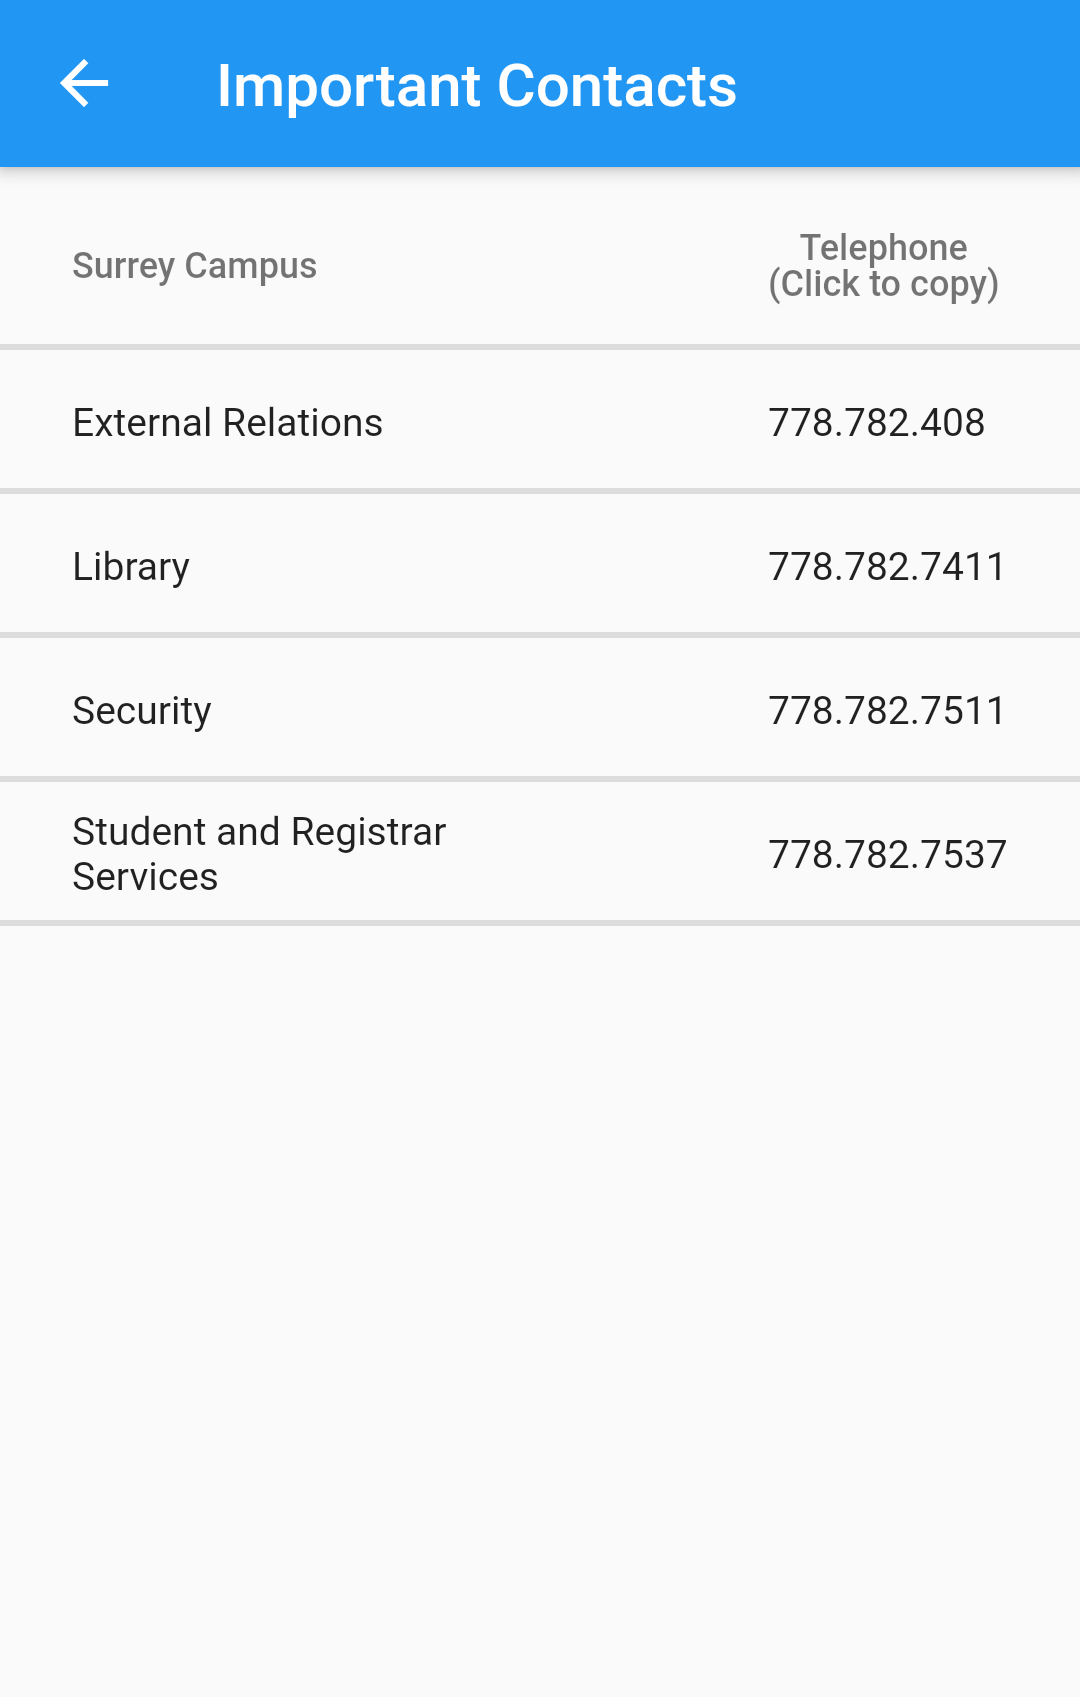 Important Contacts
Surrey Campus
Telephone
(Click to copy)
External Relations
778.782.408
Library
778.782.7411
Security
778.782.7511
Student and Registrar
Services
778.782.7537